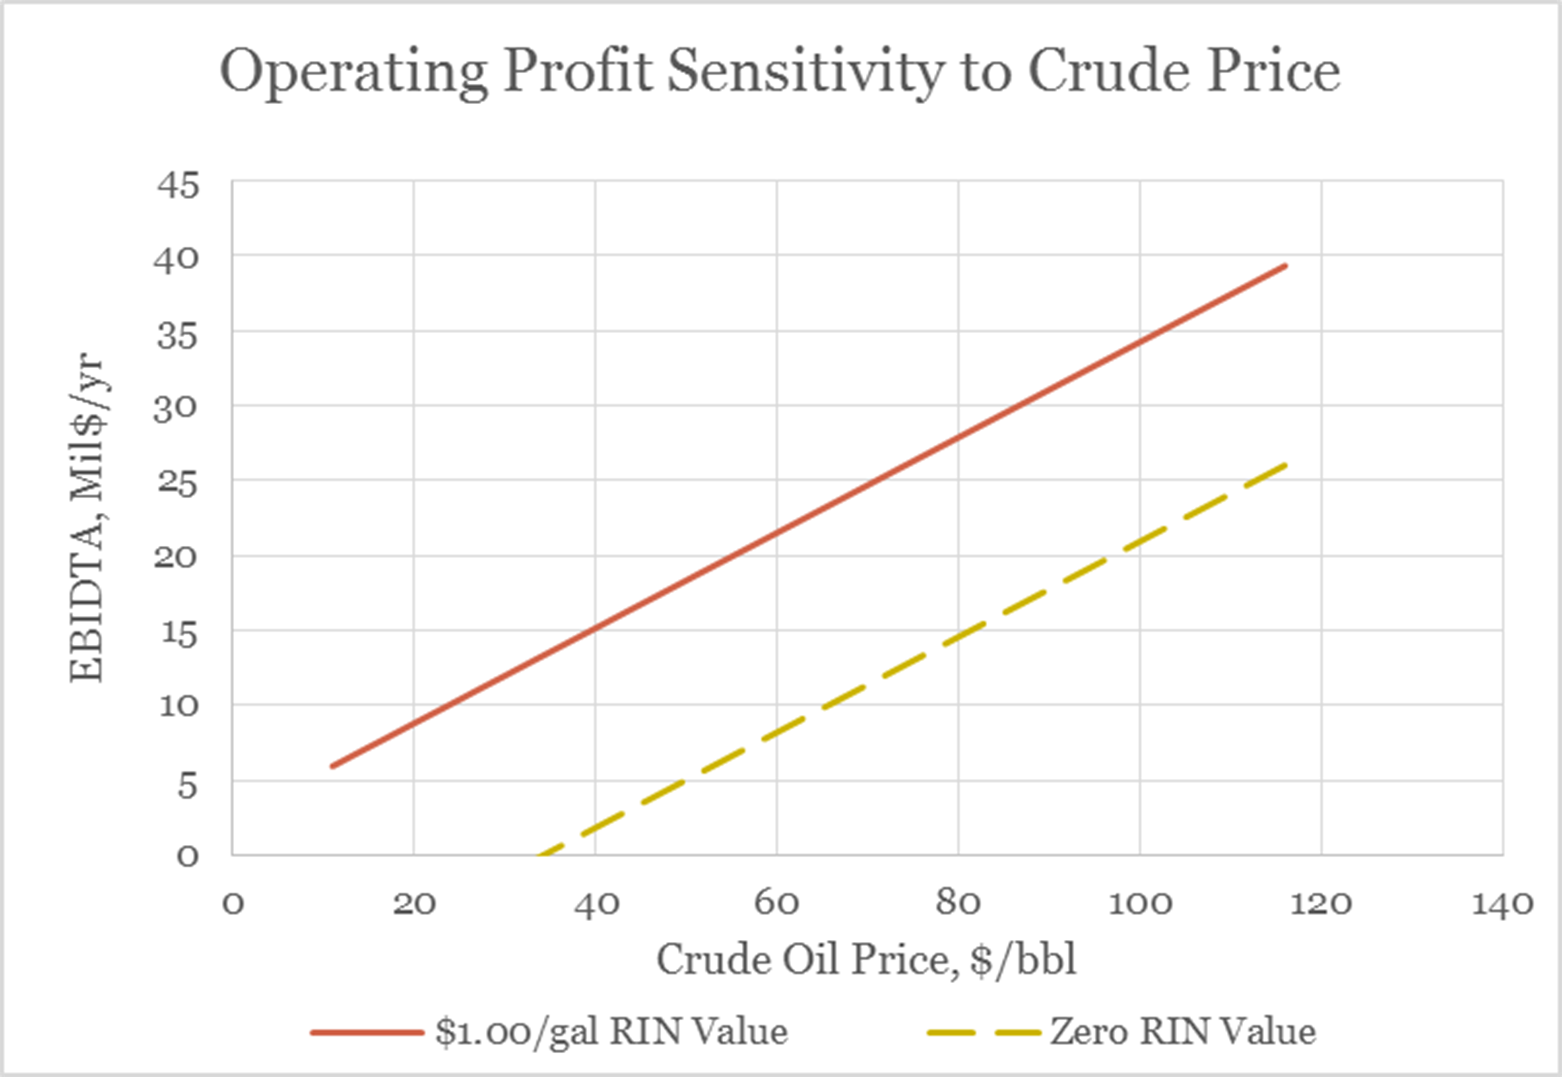 Operating Profit Sensitivity to Crude Price
45
40
35
30
25
20
15
10
5
0
EBIDTA, Mil$/yr
0 20 40 60 80 100 120 140
Crude Oil Price, $/bbl
$1.00/gal RIN Value Zero RIN Value